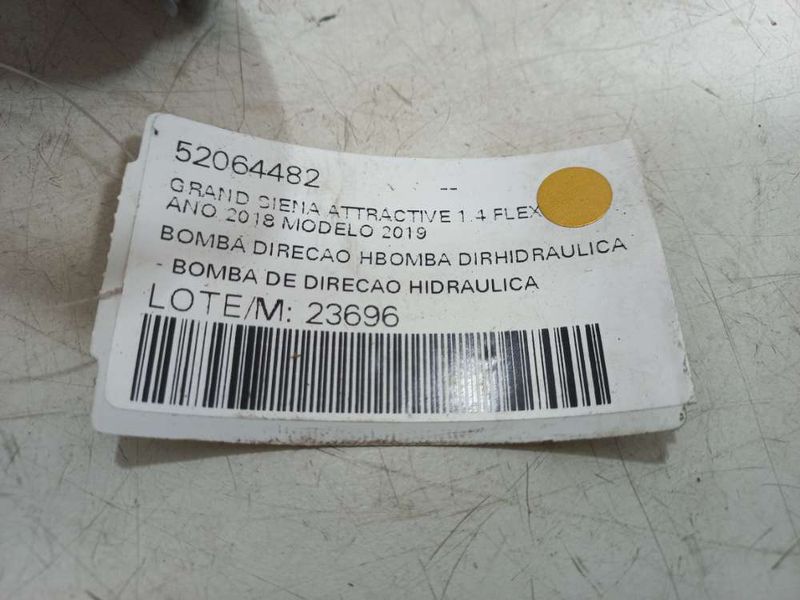 52064482 --
GRAND SIENA ATTRACTIVE 1.4 FLEX
ANO 2018 MODELO 2019
BOMBA DIRECAO HBOMBA DIRHIDRAULICA
- BOMBA DE DIRECAO HIDRAULICA
LOTE/M: 23696